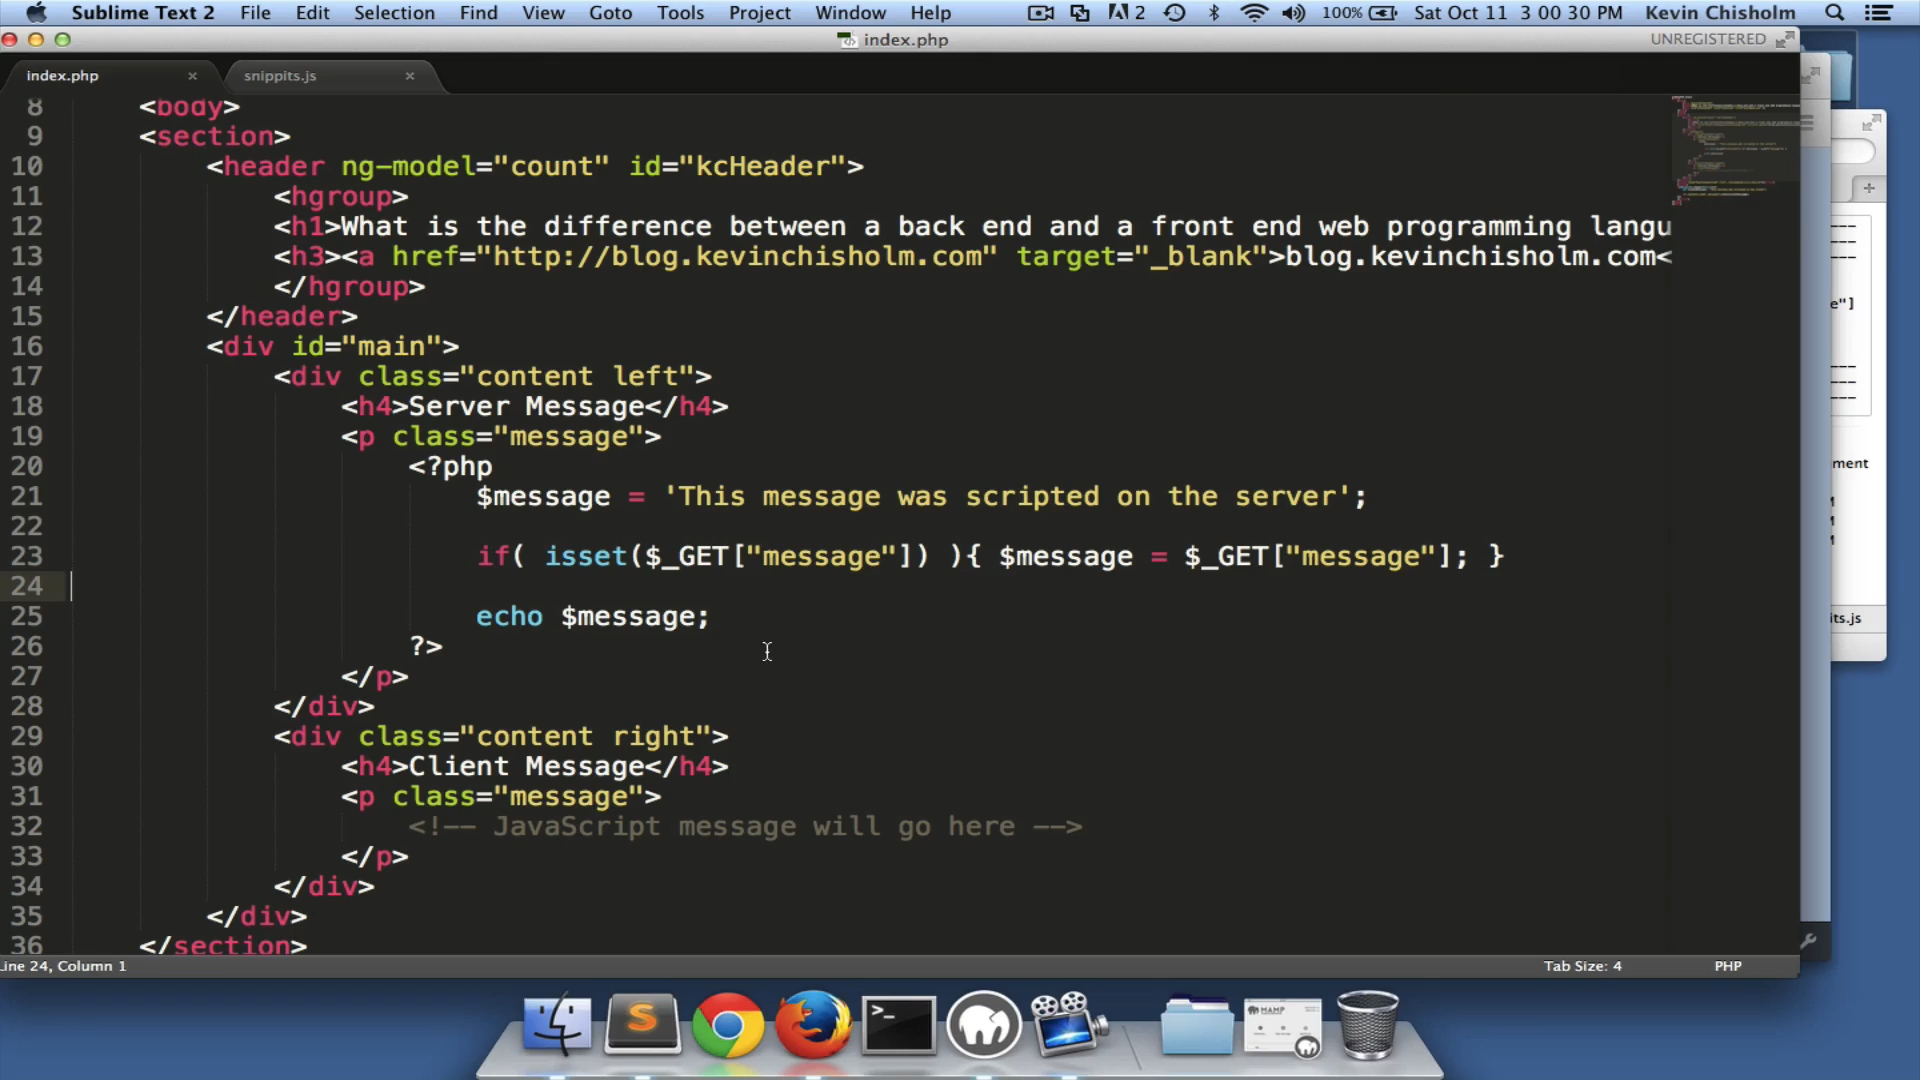 Sublime Text 2 File Edit Selection Find View Goto Tools Project Window Help 2 100% Sat Oct 11 3 00 30 PM Kevin Chisholm
index.php UNREGISTERED
index.php × snippits.js ×
8 <body>
9 <section>
10 <header ng-model="count" id="kcHeader">
11 <hgroup>
12 <h1>What is the difference between a back end and a front end web programming langu
13 <h3><a href="http://blog.kevinchisholm.com" target="_blank">blog.kevinchisholm.com<
14 </hgroup>
15 </header>
16 <div id="main">
17 <div class="content left">
18 <h4>Server Message</h4>
19 <p class="message">
20 <?php
21 $message = 'This message was scripted on the server';
22
23 if( isset($_GET["message"]) ){ $message = $_GET["message"]; }
24
25 echo $message;
26 ?>
27 </p>
28 </div>
29 <div class="content right">
30 <h4>Client Message</h4>
31 <p class="message">
32 <!-- JavaScript message will go here -->
33 </p>
34 </div>
35 </div>
36 </section>
Line 24, Column 1 Tab Size: 4 PHP
e"]
ment
its.js
MAMP